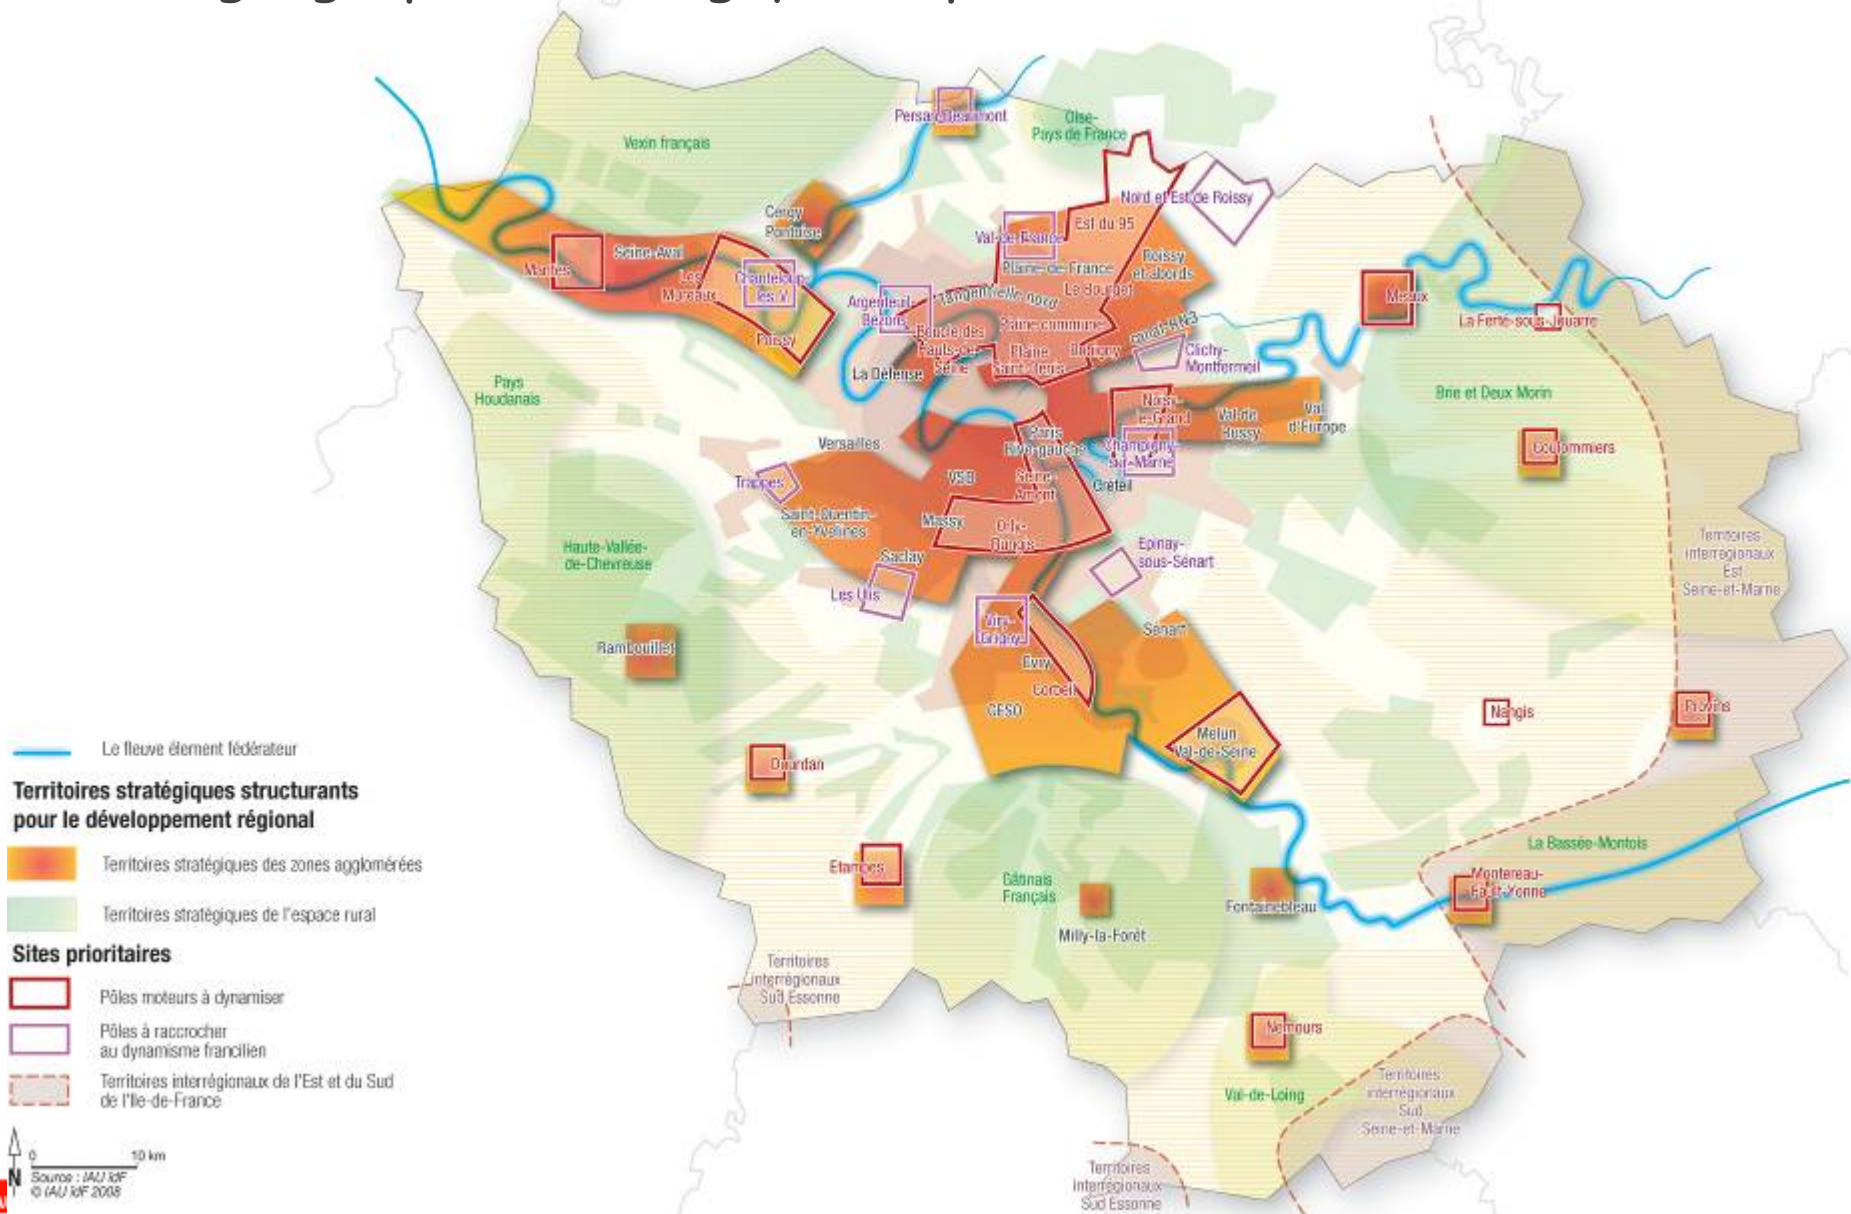 Persan-Beaumont
Oise-
Pays de France
Vexin français
Nord et Est de Roissy
Cergy
Pontoise
Est du 95
Val-de-France
Seine-Aval
Roissy
et abords
Mantes
Les
Mureaux
Chanteloup-
les-V.
Plaine-de-France
Le Bourget
Meaux
Argenteuil-
Bezons
Tangentielle nord
La Ferté-sous-Jouarre
Boucle des
Hauts-de-
Seine
Plaine commune
canal-RN3
Poissy
Plaine
Saint-Denis
Bobigny
Clichy-
Montfermeil
La Défense
Pays
Houdanais
Brie et Deux Morin
Noisy-
le-Grand
Val-de
Bussy
Val
d'Europe
Versailles
Paris
Rive-gauche
Champigny-
sur-Marne
Coulommiers
Trappes
VSB
Seine-
Amont
Créteil
Saint-Quentin-
en-Yvelines
Massy
Orly-
Rungis
Haute-Vallée-
de-Chevreuse
Saclay
Epinay-
sous-Sénart
Territoires
interrégionaux
Est
Seine-et-Marne
Les Ulis
Viry-
Grigny
Sénart
Rambouillet
Evry
Corbeil
CESO
Nangis
Provins
Melun
Val-de-Seine
Dourdan
La Bassée-Montois
Etampes
Gâtinais
Français
Fontainebleau
Montereau-
Fault-Yonne
Milly-la-Forêt
Territoires
interrégionaux
Sud Essonne
Nemours
Val-de-Loing
Territoires
interrégionaux
Sud
Seine-et-Marne
Territoires
interrégionaux
Sud Essonne
Le fleuve élement fédérateur
Territoires stratégiques structurants
pour le développement régional
Territoires stratégiques des zones agglomérées
Territoires stratégiques de l'espace rural
Sites prioritaires
Pôles moteurs à dynamiser
Pôles à raccrocher
au dynamisme francilien
Territoires interrégionaux de l'Est et du Sud
de l'Ile-de-France
0 10 km
N
Source : IAU îdF
© IAU îdF 2008